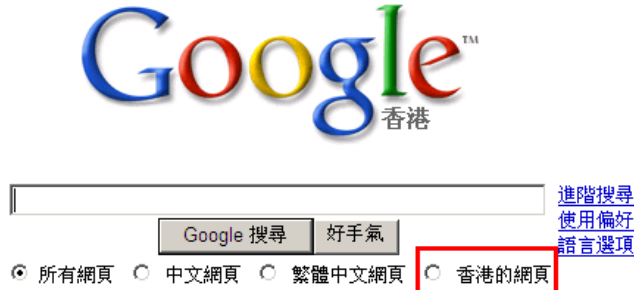 Google™
香港
進階搜尋
使用偏好
語言選項
Google 搜尋 好手氣
所有網頁 中文網頁 繁體中文網頁 香港的網頁